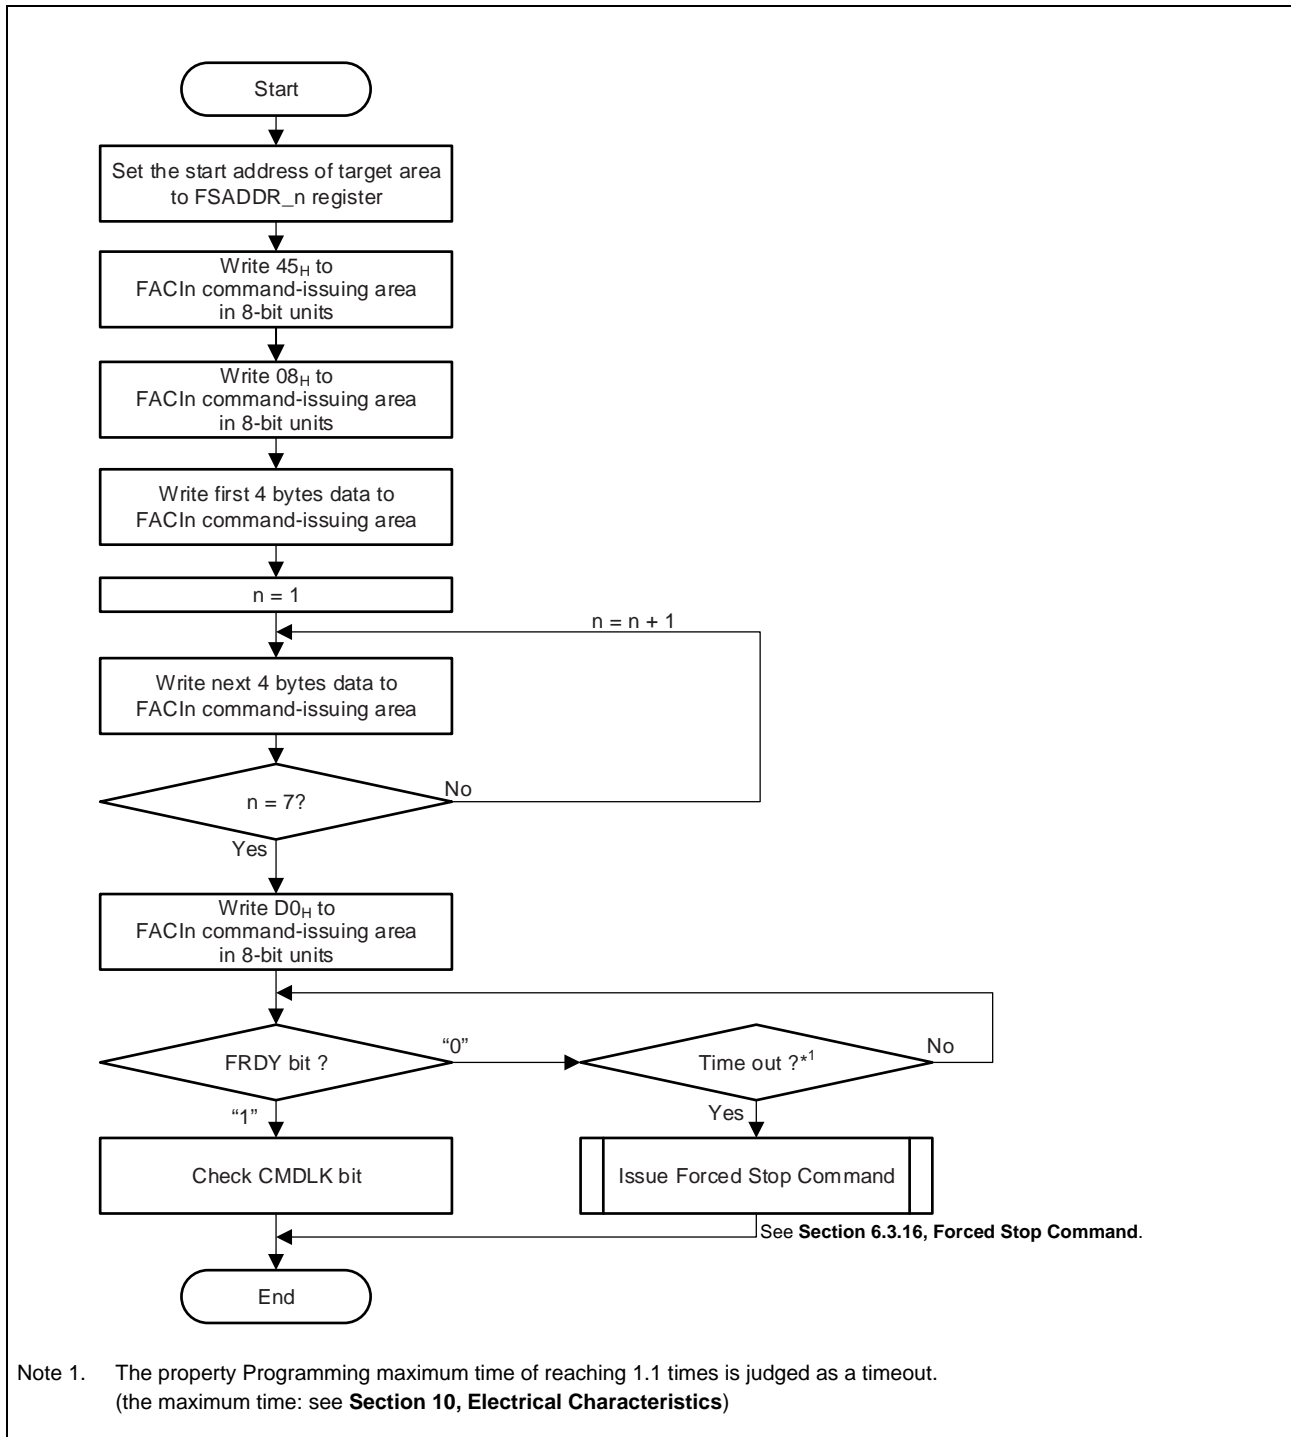 Start
Set the start address of target area
to FSADDR_n register
Write 45H to
FACIn command-issuing area
in 8-bit units
Write 08H to
FACIn command-issuing area
in 8-bit units
Write first 4 bytes data to
FACIn command-issuing area
n = 1
n = n + 1
Write next 4 bytes data to
FACIn command-issuing area
n = 7?
No
Yes
Write D0H to
FACIn command-issuing area
in 8-bit units
FRDY bit ?
“0”
Time out ?*1
No
“1”
Yes
Check CMDLK bit
Issue Forced Stop Command
See Section 6.3.16, Forced Stop Command.
End
Note 1. The property Programming maximum time of reaching 1.1 times is judged as a timeout.
(the maximum time: see Section 10, Electrical Characteristics)